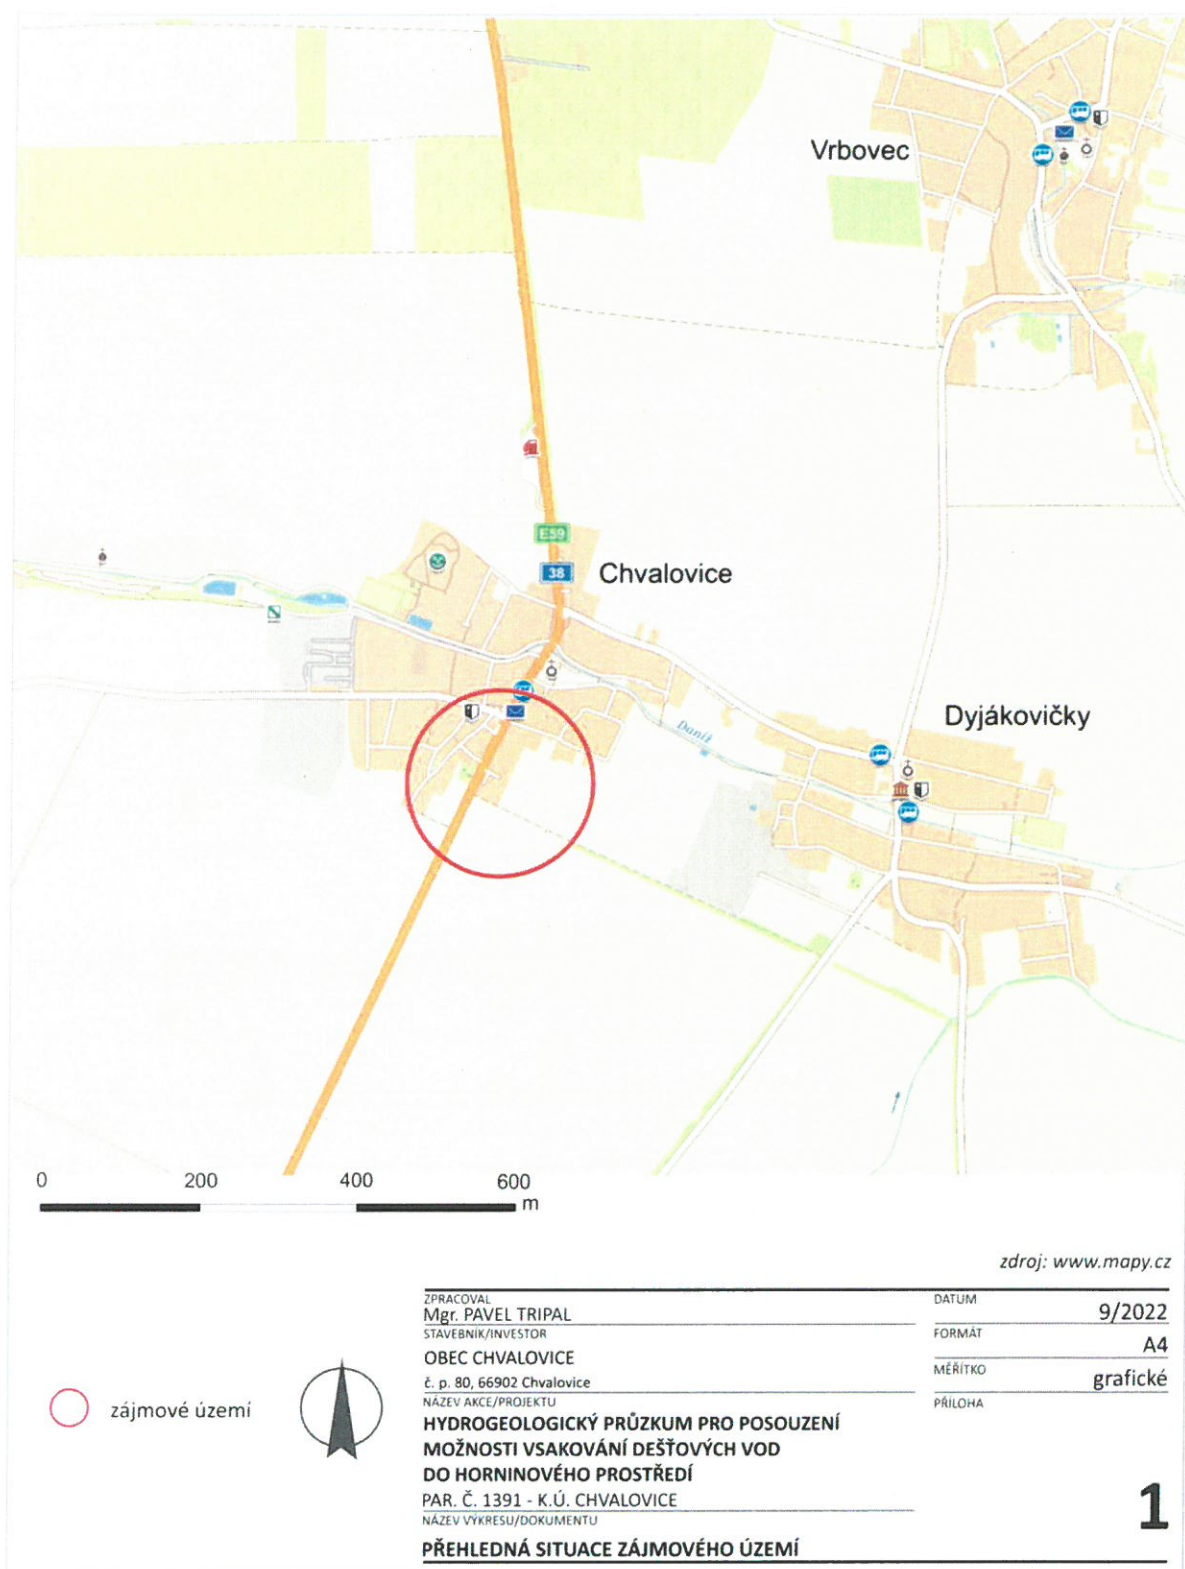 Vrbovec
E59
38
Chvalovice
Daníž
Dyjákovičky
0 200 400 600
m
zdroj: www.mapy.cz
ZPRACOVAL
Mgr. PAVEL TRIPAL
STAVEBNÍK/INVESTOR
OBEC CHVALOVICE
č. p. 80, 66902 Chvalovice
NÁZEV AKCE/PROJEKTU
HYDROGEOLOGICKÝ PRŮZKUM PRO POSOUZENÍ
MOŽNOSTI VSAKOVÁNÍ DEŠŤOVÝCH VOD
DO HORNINOVÉHO PROSTŘEDÍ
PAR. Č. 1391 - K.Ú. CHVALOVICE
NÁZEV VÝKRESU/DOKUMENTU
PŘEHLEDNÁ SITUACE ZÁJMOVÉHO ÚZEMÍ
DATUM
9/2022
FORMÁT
A4
MĚŘÍTKO
grafické
PŘÍLOHA
1
zájmové území